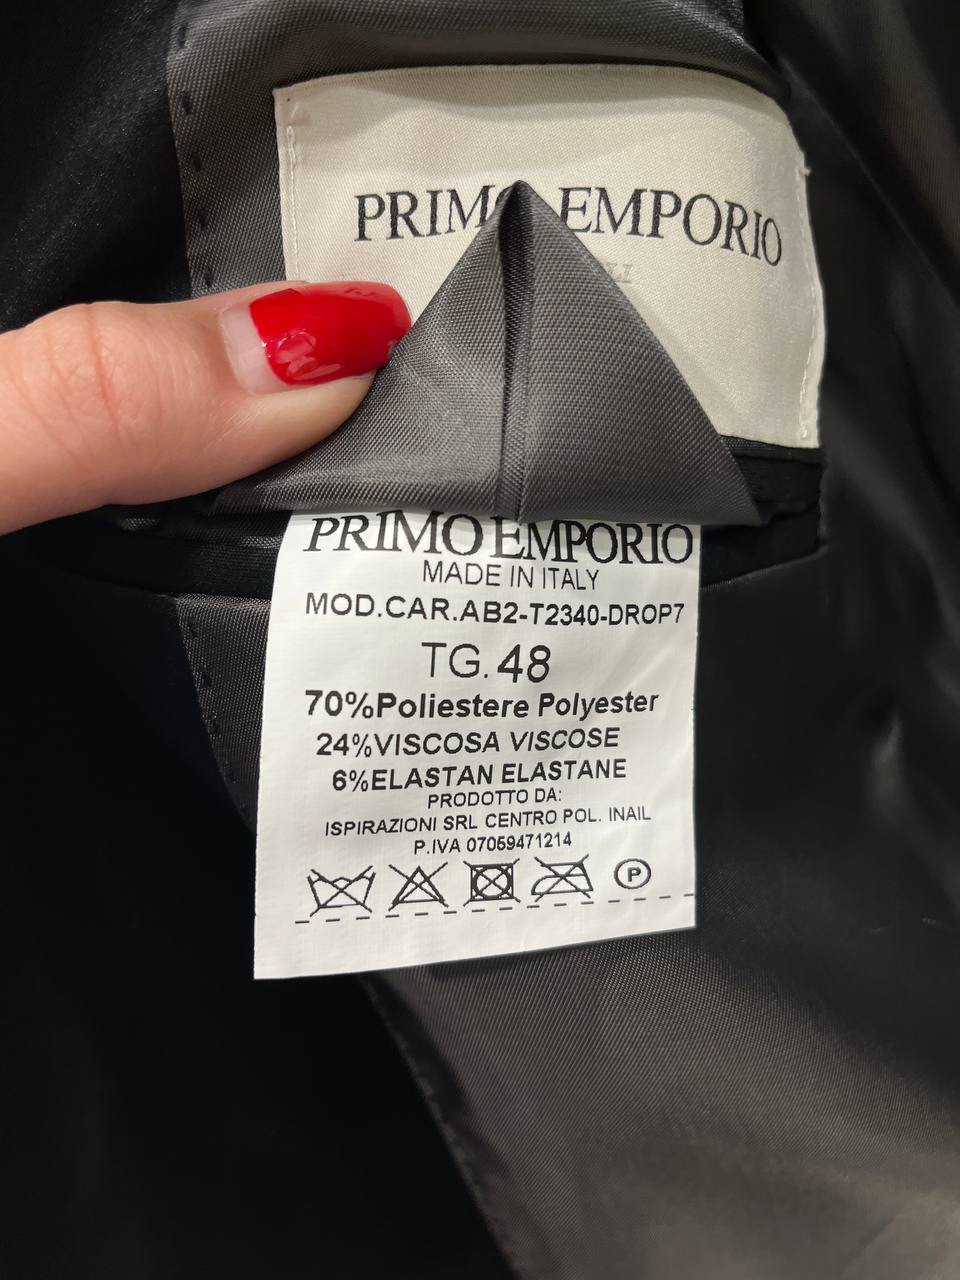 PRIMO EMPORIO
PRIMO EMPORIO
MADE IN ITALY
MOD.CAR.AB2-T2340-DROP7
TG. 48
70%Poliestere Polyester
24%VISCOSA VISCOSE
6%ELASTAN ELASTANE
PRODOTTO DA:
ISPIRAZIONI SRL CENTRO POL. INAIL
P.IVA 07059471214
P